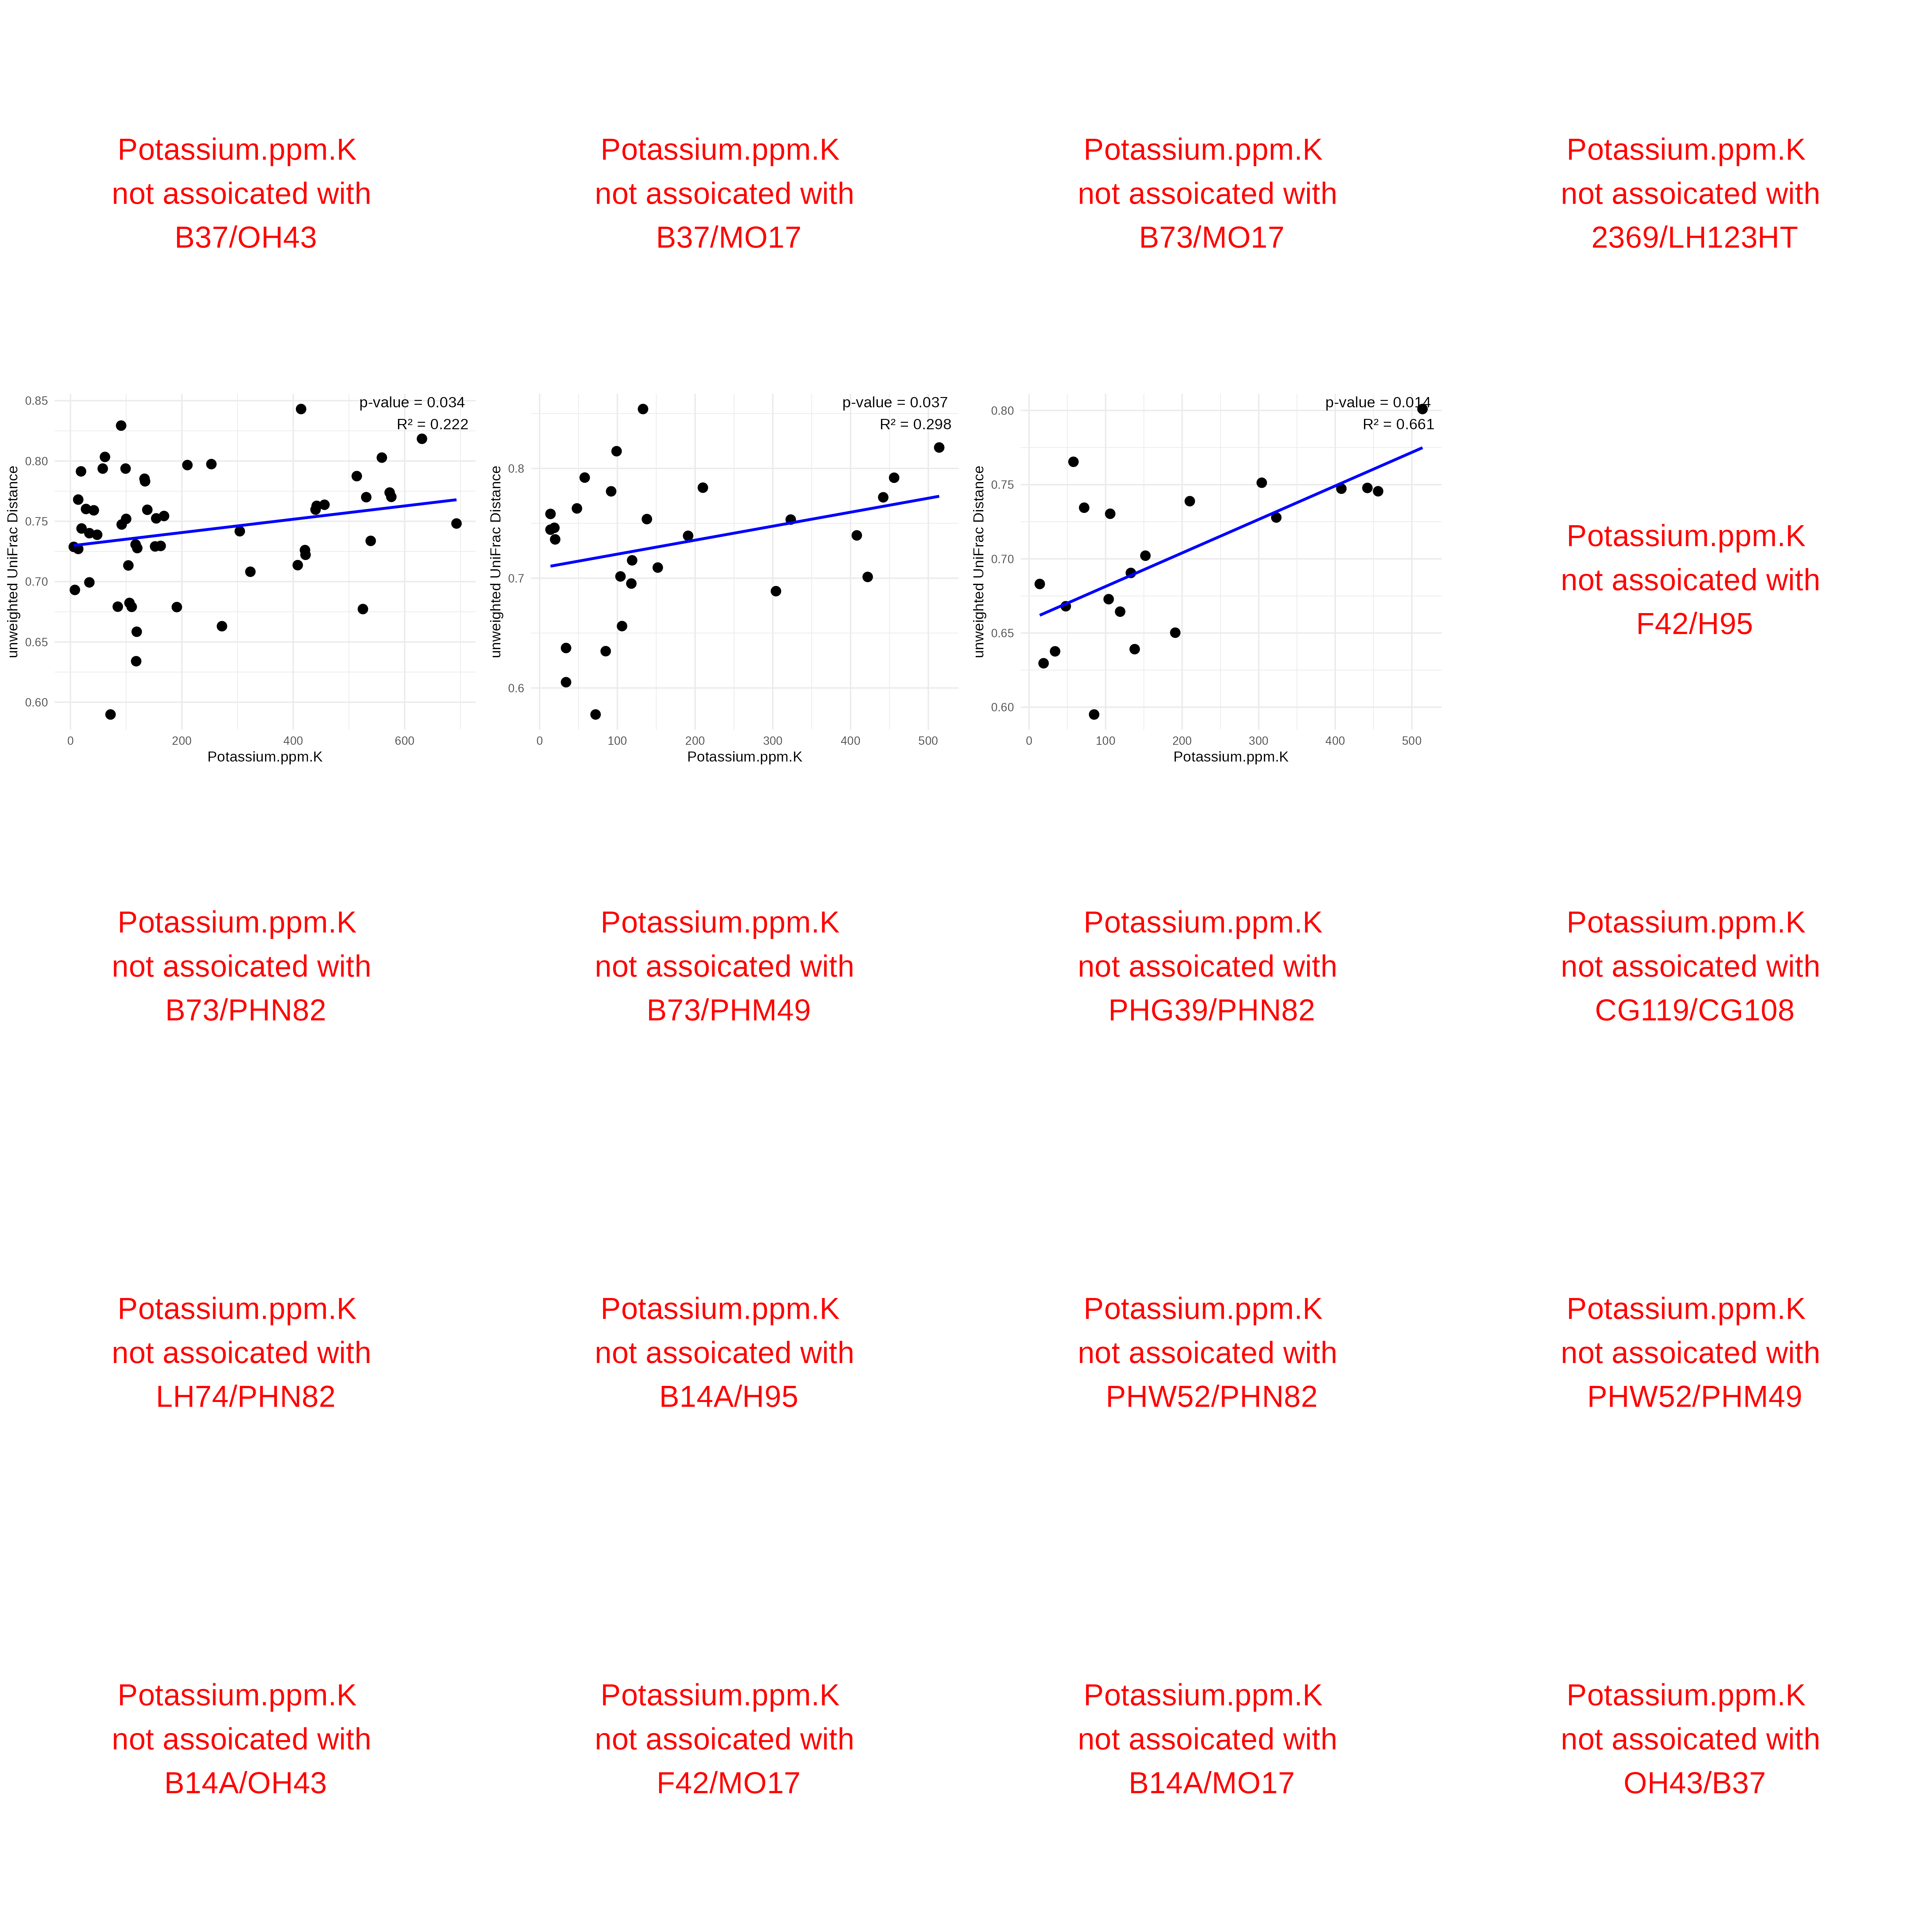 Potassium.ppm.K
not assoicated with
B37/OH43
Potassium.ppm.K
not assoicated with
B37/MO17
Potassium.ppm.K
not assoicated with
B73/MO17
Potassium.ppm.K
not assoicated with
2369/LH123HT
p-value = 0.034
R² = 0.222
unweighted UniFrac Distance
0.85
0.80
0.75
0.70
0.65
0.60
0
200
400
600
Potassium.ppm.K
p-value = 0.037
R² = 0.298
unweighted UniFrac Distance
0.8
0.7
0.6
0
100
200
300
400
500
Potassium.ppm.K
p-value = 0.014
R² = 0.661
unweighted UniFrac Distance
0.80
0.75
0.70
0.65
0.60
0
100
200
300
400
500
Potassium.ppm.K
Potassium.ppm.K
not assoicated with
F42/H95
Potassium.ppm.K
not assoicated with
B73/PHN82
Potassium.ppm.K
not assoicated with
B73/PHM49
Potassium.ppm.K
not assoicated with
PHG39/PHN82
Potassium.ppm.K
not assoicated with
CG119/CG108
Potassium.ppm.K
not assoicated with
LH74/PHN82
Potassium.ppm.K
not assoicated with
B14A/H95
Potassium.ppm.K
not assoicated with
PHW52/PHN82
Potassium.ppm.K
not assoicated with
PHW52/PHM49
Potassium.ppm.K
not assoicated with
B14A/OH43
Potassium.ppm.K
not assoicated with
F42/MO17
Potassium.ppm.K
not assoicated with
B14A/MO17
Potassium.ppm.K
not assoicated with
OH43/B37